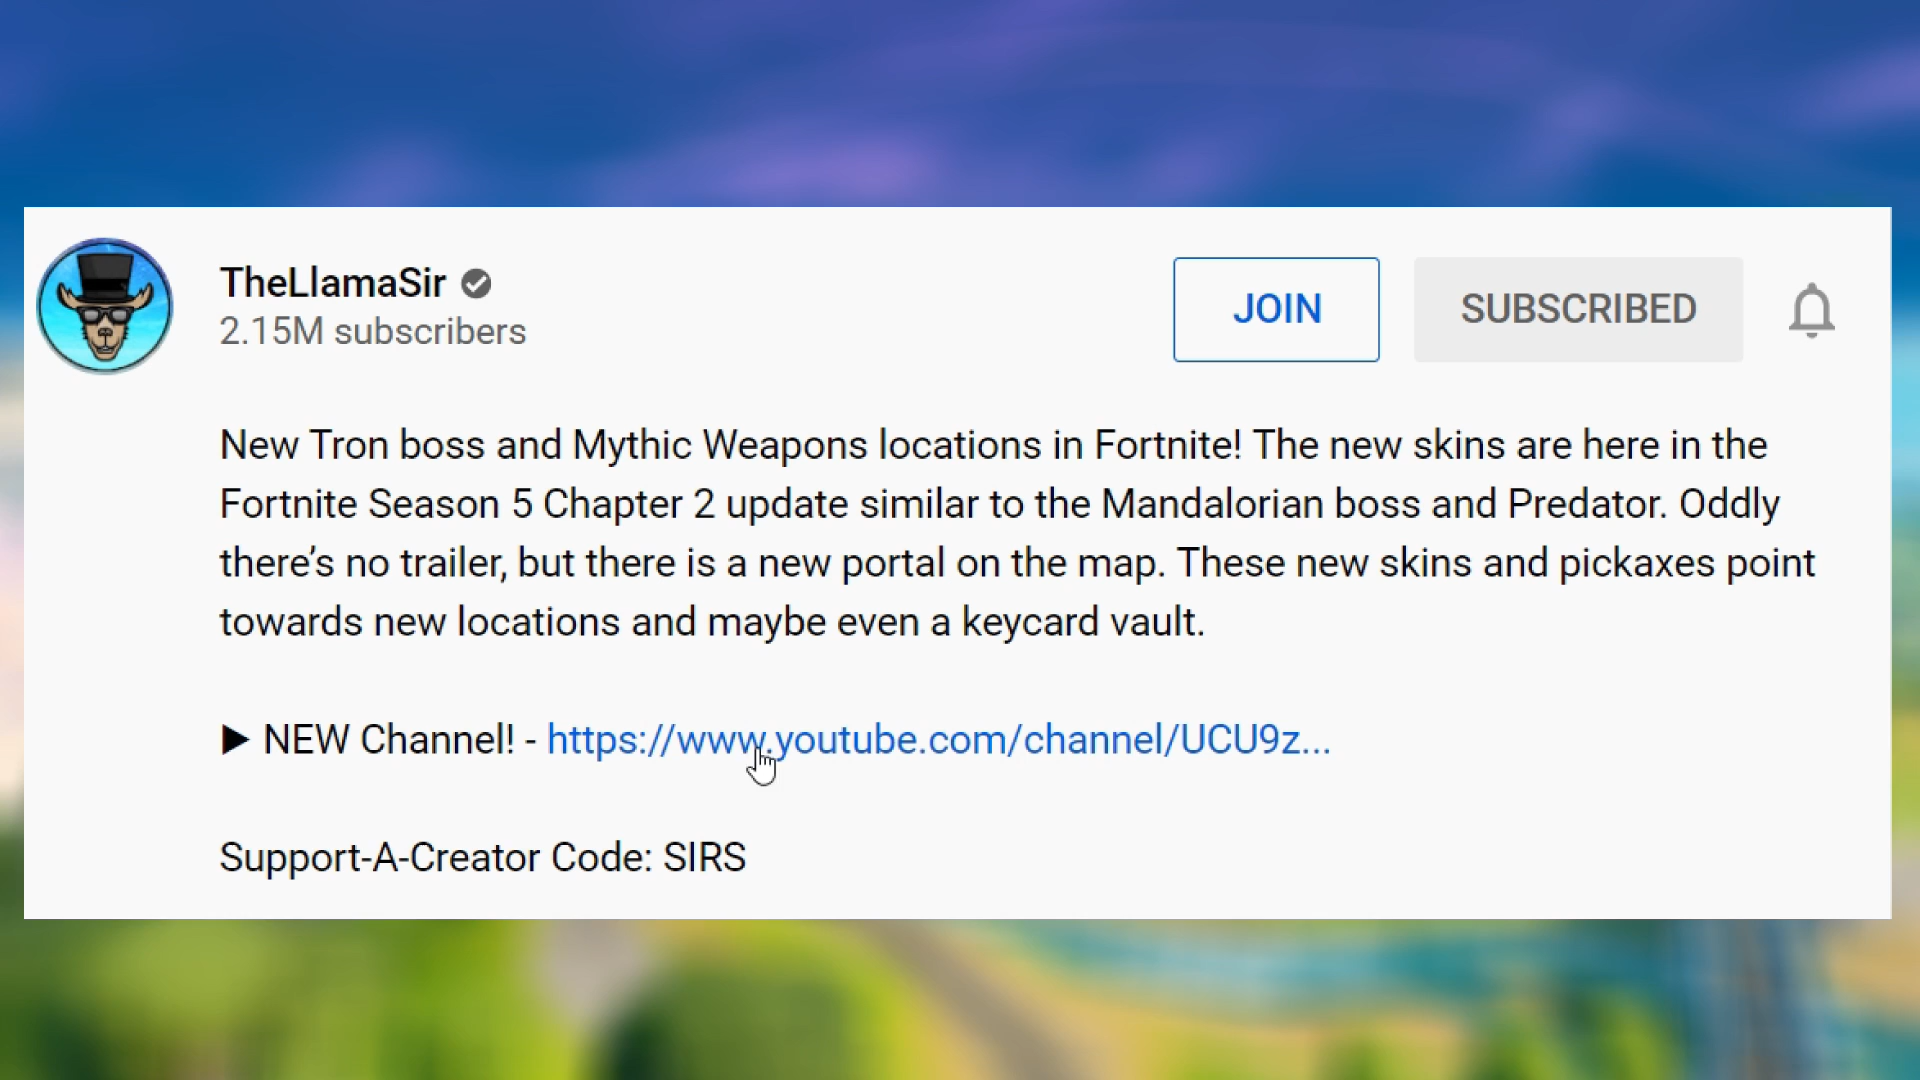 TheLlamaSir
2.15M subscribers
JOIN
SUBSCRIBED
New Tron boss and Mythic Weapons locations in Fortnite! The new skins are here in the
Fortnite Season 5 Chapter 2 update similar to the Mandalorian boss and Predator. Oddly
there’s no trailer, but there is a new portal on the map. These new skins and pickaxes point
towards new locations and maybe even a keycard vault.
▶ NEW Channel! - https://www.youtube.com/channel/UCU9z...
Support-A-Creator Code: SIRS